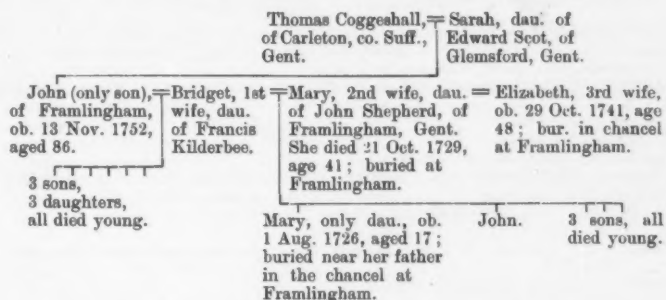 Thomas Coggeshall,
of Carleton, co. Suff.,
Gent.
Sarah, dau. of
Edward Scot, of
Glemsford, Gent.
John (only son),
of Framlingham,
ob. 13 Nov. 1752,
aged 86.
Bridget, 1st
wife, dau.
of Francis
Kilderbee.
Mary, 2nd wife, dau.
of John Shepherd, of
Framlingham, Gent.
She died 21 Oct. 1729,
age 41; buried at
Framlingham.
Elizabeth, 3rd wife,
ob. 29 Oct. 1741, age
48; bur. in chancel
at Framlingham.
3 sons,
3 daughters,
all died young.
Mary, only dau., ob.
1 Aug. 1726, aged 17;
buried near her father
in the chancel at
Framlingham.
John.
3 sons, all
died young.